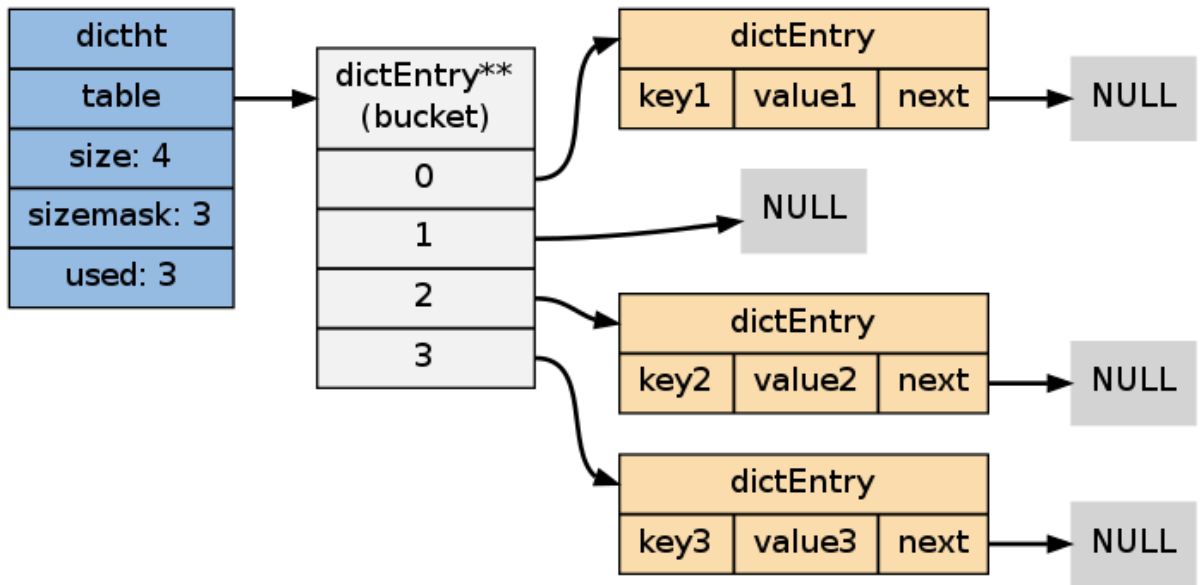 dictht
table
size: 4
sizemask: 3
used: 3
dictEntry**
(bucket)
0
1
2
3
dictEntry
key1 value1 next
NULL
NULL
dictEntry
key2 value2 next
NULL
dictEntry
key3 value3 next
NULL